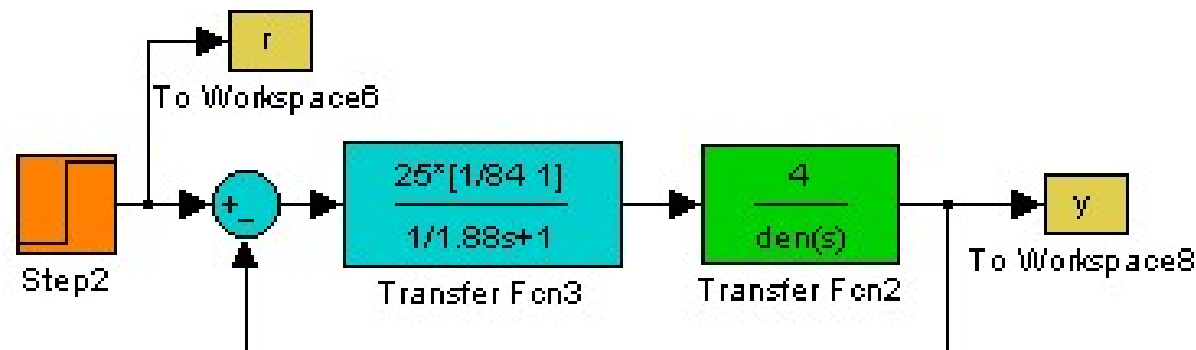 r
To Workspace6
Step2
+_
25*[1/84 1]
1/1.88s+1
Transfer Fcn3
4
den(s)
Transfer Fcn2
y
To Workspace8